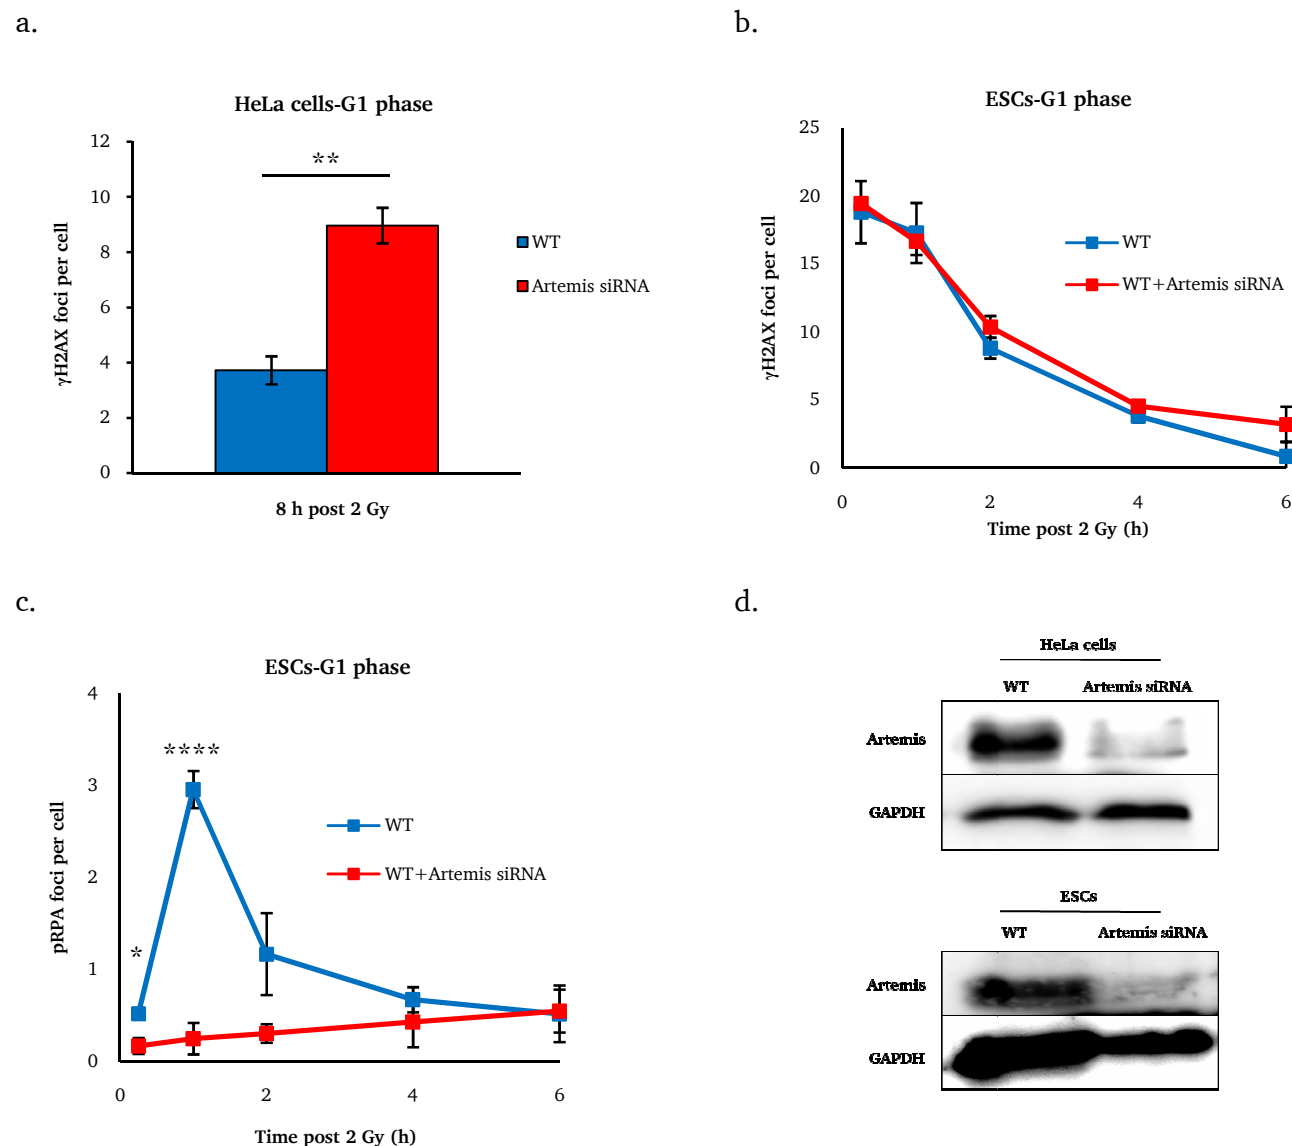 a.
HeLa cells-G1 phase
12
10
8
6
4
2
0
γH2AX foci per cell
**
WT
Artemis siRNA
8 h post 2 Gy
b.
ESCs-G1 phase
25
20
15
10
5
0
γH2AX foci per cell
WT
WT+Artemis siRNA
0 2 4 6
Time post 2 Gy (h)
c.
ESCs-G1 phase
4
3
2
1
0
pRPA foci per cell
****
*
WT
WT+Artemis siRNA
0 2 4 6
Time post 2 Gy (h)
d.
HeLa cells
WT Artemis siRNA
Artemis
GAPDH
ESCs
WT Artemis siRNA
Artemis
GAPDH